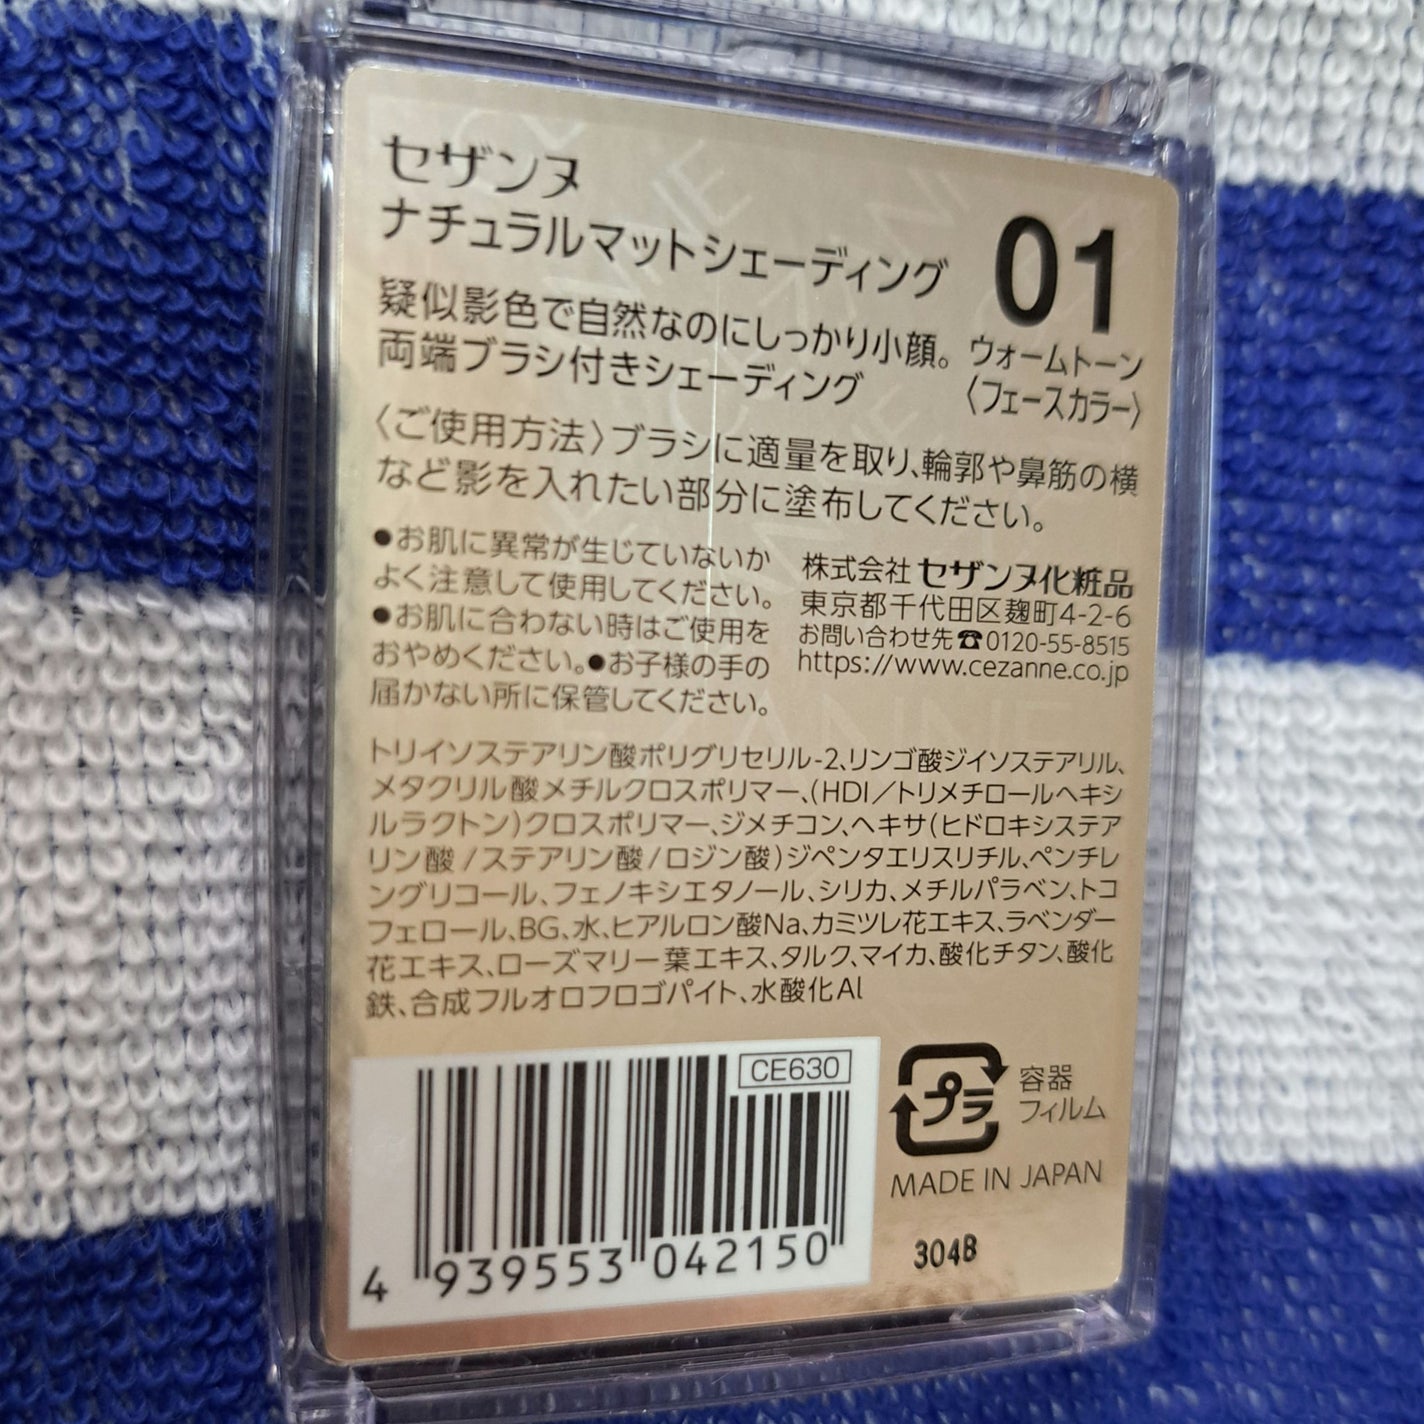 セザンヌ
ナチュラルマットシェーディング
01
ウォームトーン
〈フェースカラー〉
疑似影色で自然なのにしっかり小顔。
両端ブラシ付きシェーディング
〈ご使用方法〉ブラシに適量を取り、輪郭や鼻筋の横
など影を入れたい部分に塗布してください。
●お肌に異常が生じていないか
よく注意して使用してください。
●お肌に合わない時はご使用を
おやめください。●お子様の手の
届かない所に保管してください。
株式会社 セザンヌ化粧品
東京都千代田区麹町4-2-6
お問い合わせ先☎0120-55-8515
https://www.cezanne.co.jp
トリイソステアリン酸ポリグリセリル-2、リンゴ酸ジイソステアリル、
メタクリル酸メチルクロスポリマー、(HDI／トリメチロールヘキシ
ルラクトン)クロスポリマー、ジメチコン、ヘキサ(ヒドロキシステア
リン酸/ステアリン酸/ロジン酸)ジペンタエリスリチル、ペンチレ
ングリコール、フェノキシエタノール、シリカ、メチルパラベン、トコ
フェロール、BG、水、ヒアルロン酸Na、カミツレ花エキス、ラベンダー
花エキス、ローズマリー葉エキス、タルク、マイカ、酸化チタン、酸化
鉄、合成フルオロフロゴパイト、水酸化Al
CE630
4 939553 042150
プラ
容器
フィルム
MADE IN JAPAN
304B